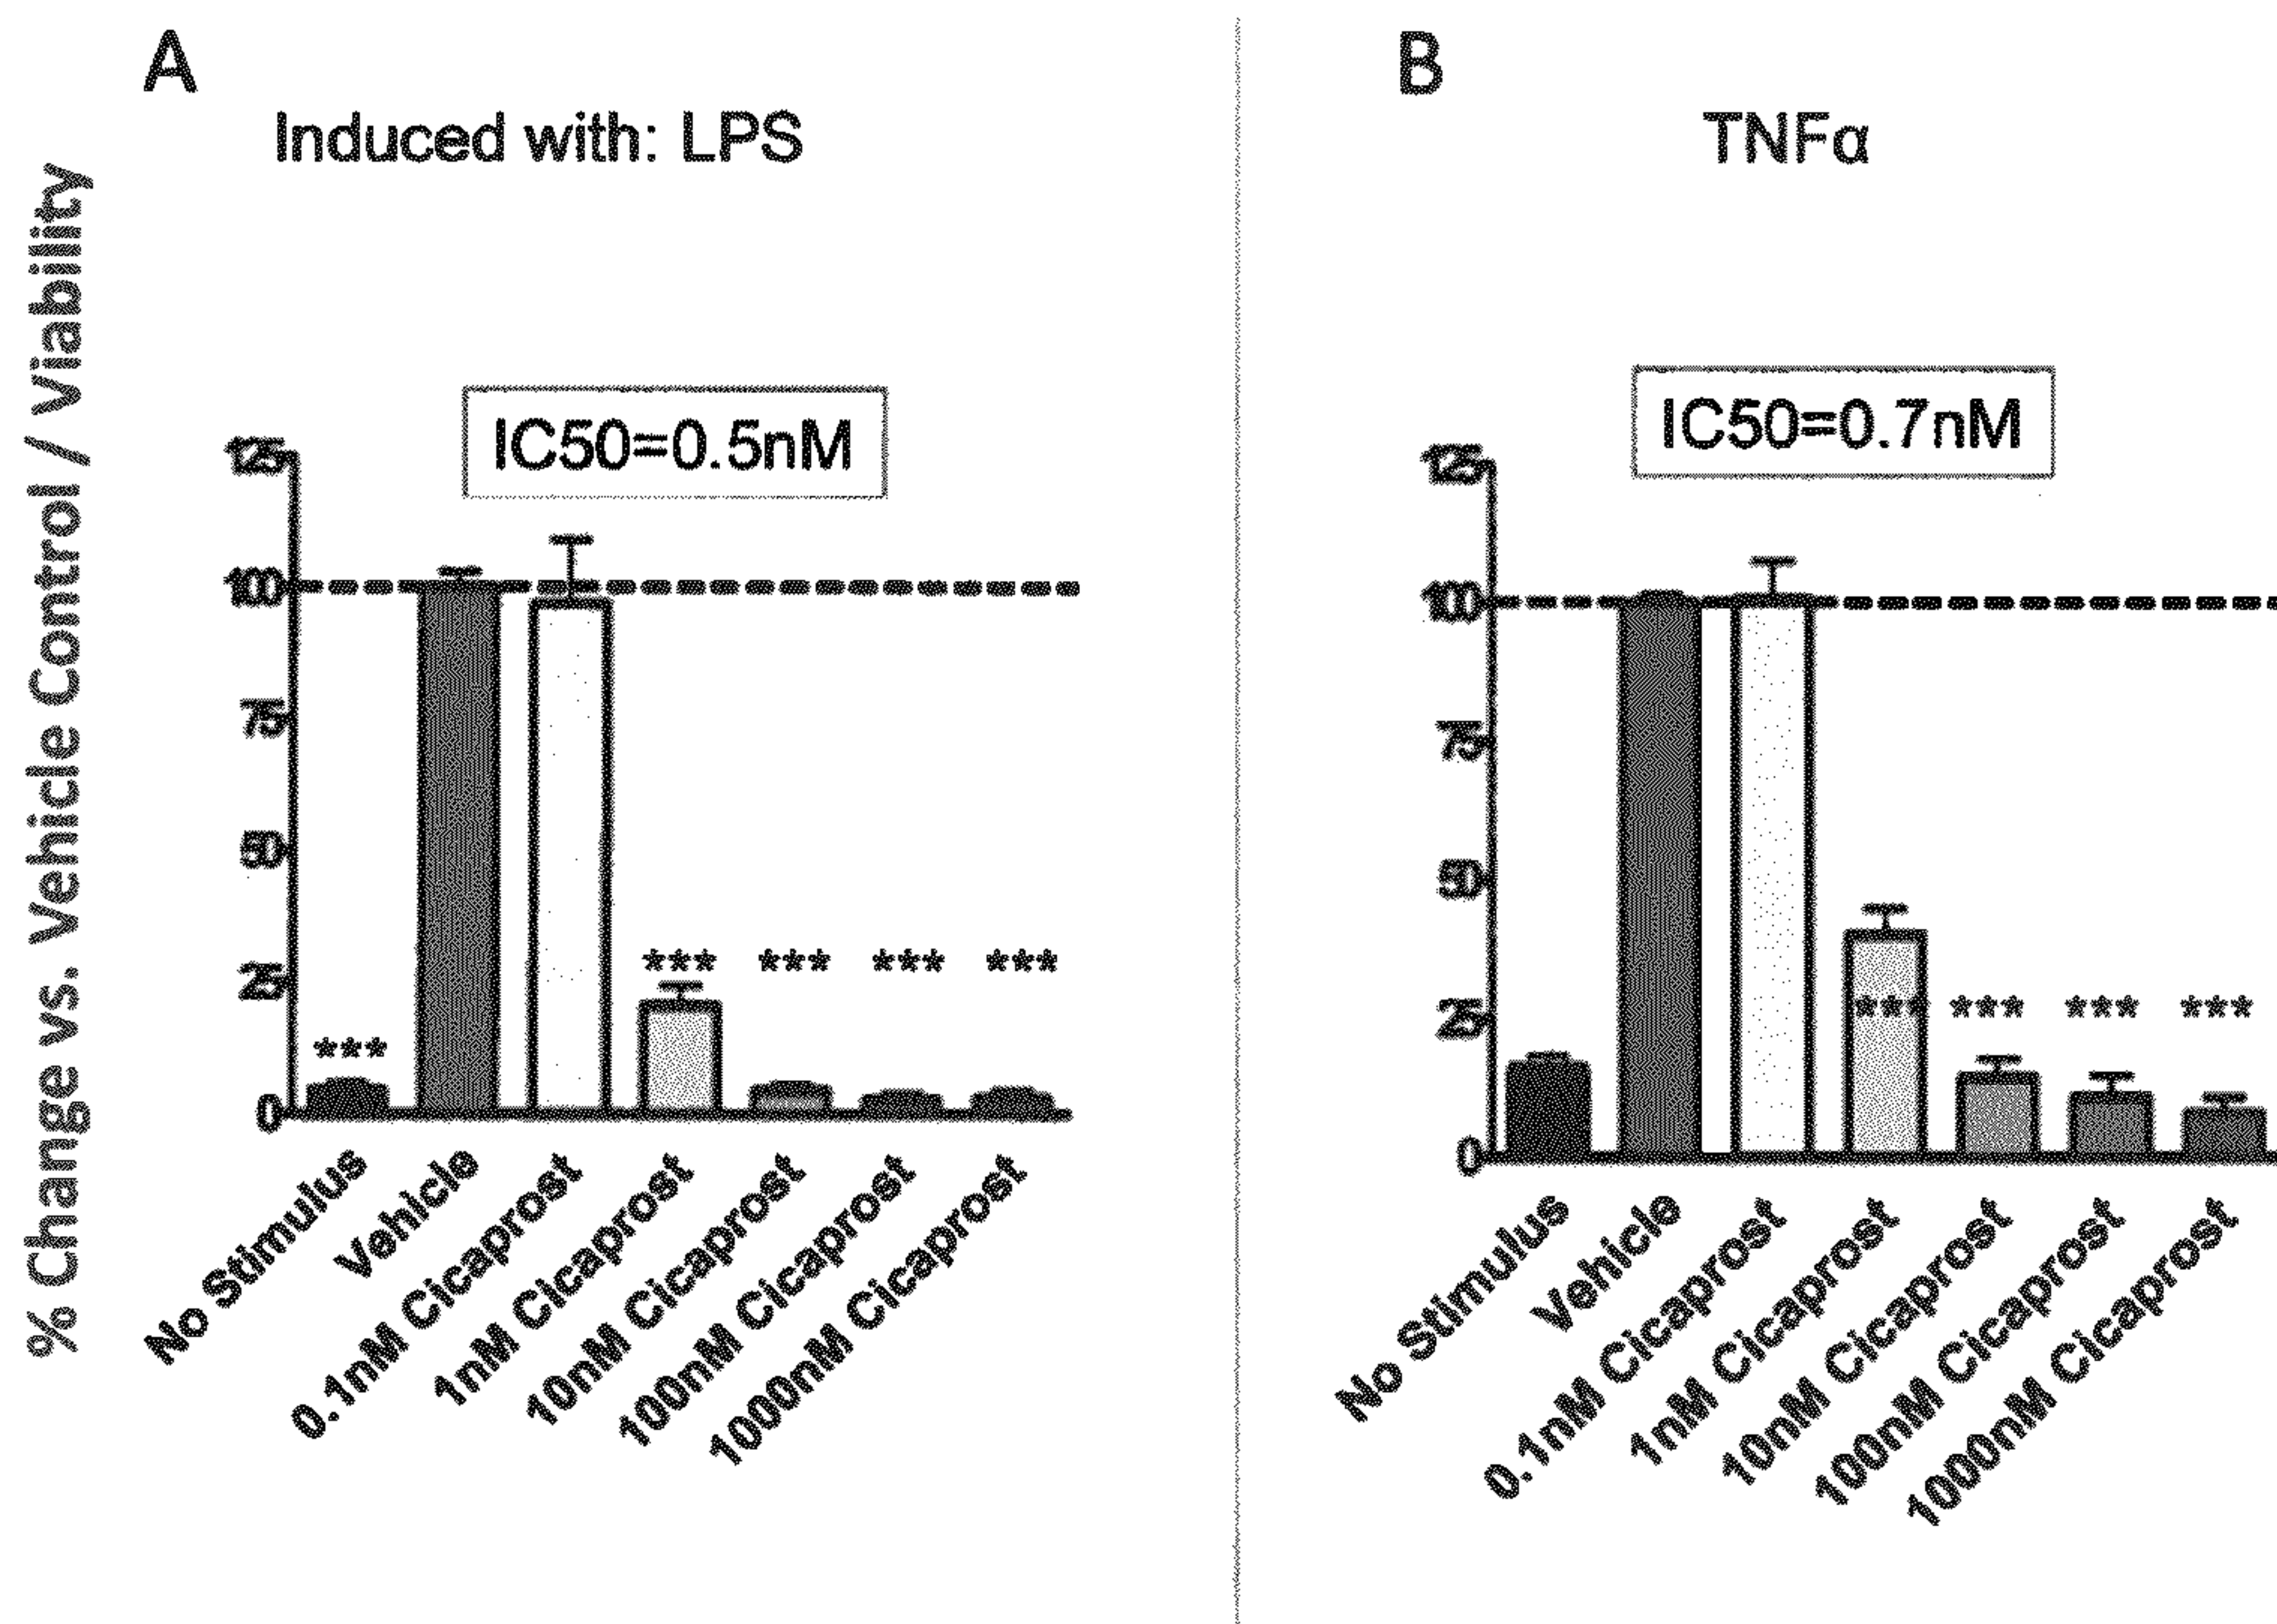 A
Induced with: LPS
% Change vs. Vehicle Control / Viability
IC50=0.5nM
125
100
75
50
25
0
***
***
***
***
***
No Stimulus
Vehicle
0.1nM Cicaprost
1nM Cicaprost
10nM Cicaprost
100nM Cicaprost
1000nM Cicaprost
B
TNFα
IC50=0.7nM
125
100
75
50
25
0
***
***
***
***
No Stimulus
Vehicle
0.1nM Cicaprost
1nM Cicaprost
10nM Cicaprost
100nM Cicaprost
1000nM Cicaprost